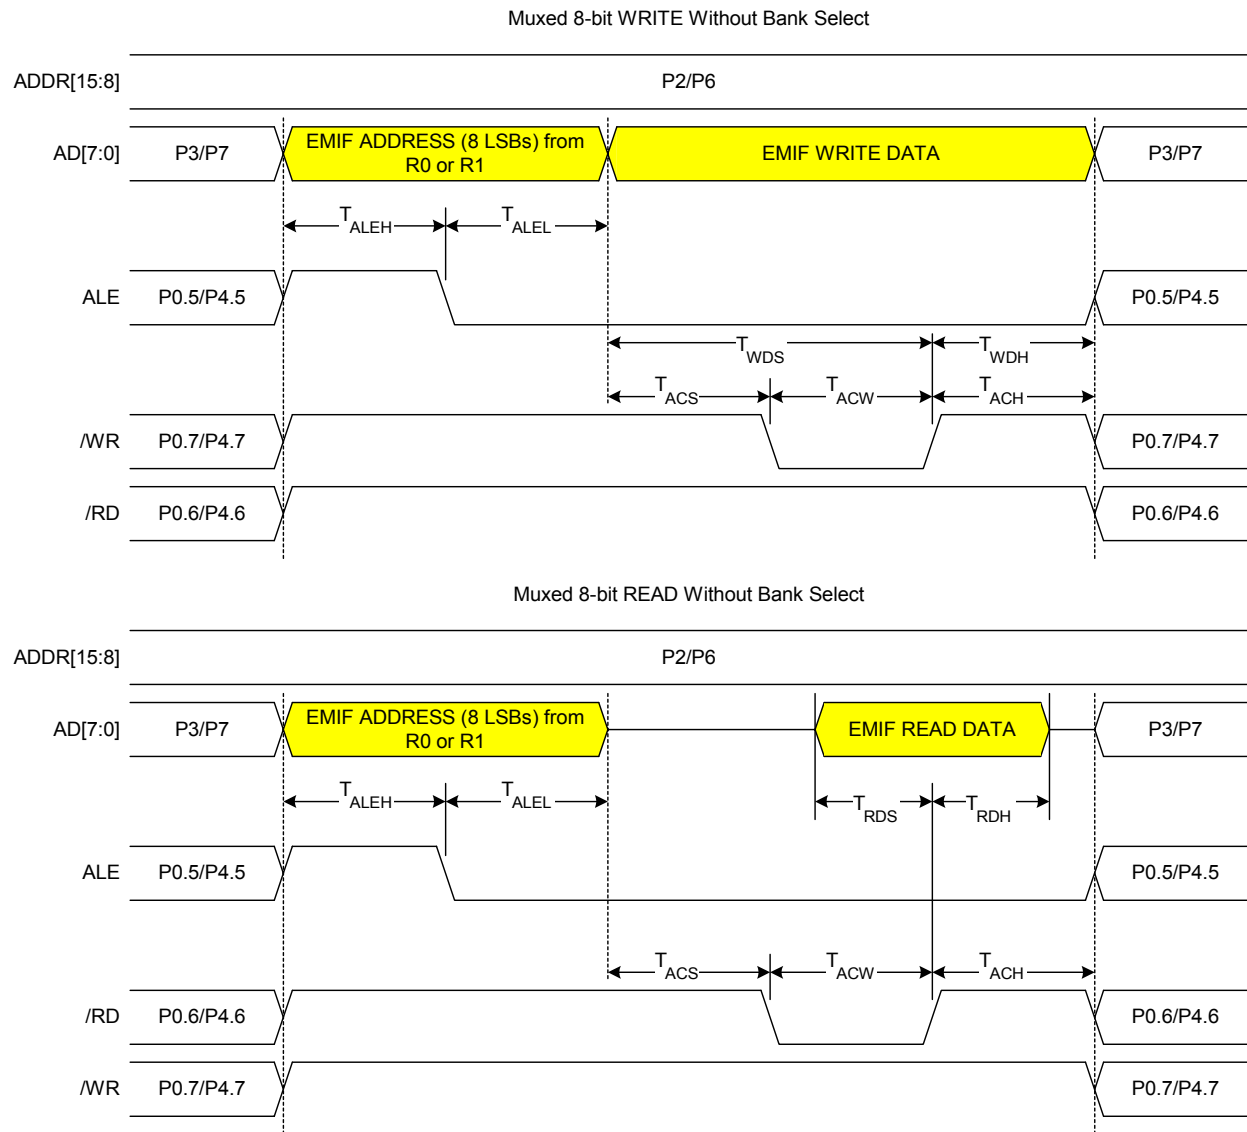 Muxed 8-bit WRITE Without Bank Select
ADDR[15:8] P2/P6
AD[7:0] P3/P7 EMIF ADDRESS (8 LSBs) from R0 or R1 EMIF WRITE DATA P3/P7
TALEH TALEL
ALE P0.5/P4.5 P0.5/P4.5
TWDS TWDH
TACS TACW TACH
/WR P0.7/P4.7 P0.7/P4.7
/RD P0.6/P4.6 P0.6/P4.6
Muxed 8-bit READ Without Bank Select
ADDR[15:8] P2/P6
AD[7:0] P3/P7 EMIF ADDRESS (8 LSBs) from R0 or R1 EMIF READ DATA P3/P7
TALEH TALEL TRDS TRDH
ALE P0.5/P4.5 P0.5/P4.5
TACS TACW TACH
/RD P0.6/P4.6 P0.6/P4.6
/WR P0.7/P4.7 P0.7/P4.7